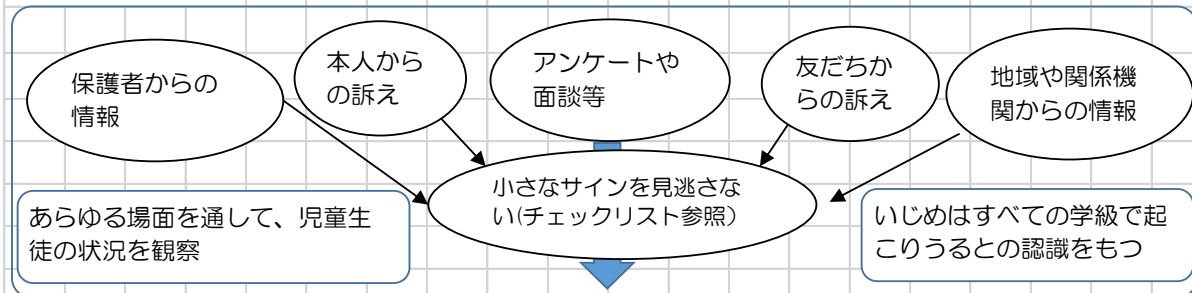 保護者からの
情報
本人から
の訴え
アンケートや
面談等
友だちか
らの訴え
地域や関係機
関からの情報
小さなサインを見逃さな
い(チェックリスト参照）
あらゆる場面を通して、児童生
徒の状況を観察
いじめはすべての学級で起
こりうるとの認識をもつ